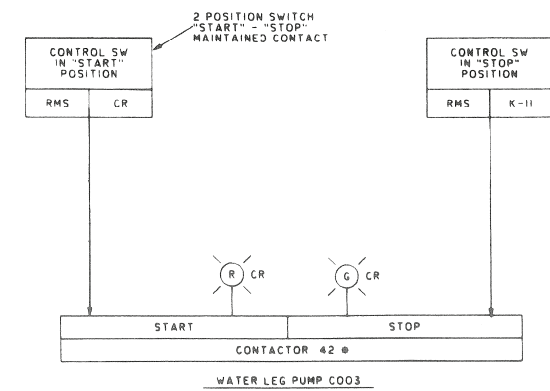 2 POSITION SWITCH
"START" - "STOP"
MAINTAINED CONTACT
CONTROL SW
IN "START"
POSITION
RMS CR
CONTROL SW
IN "STOP"
POSITION
RMS K-11
R CR
G CR
START STOP
CONTACTOR 42
WATER LEG PUMP C003